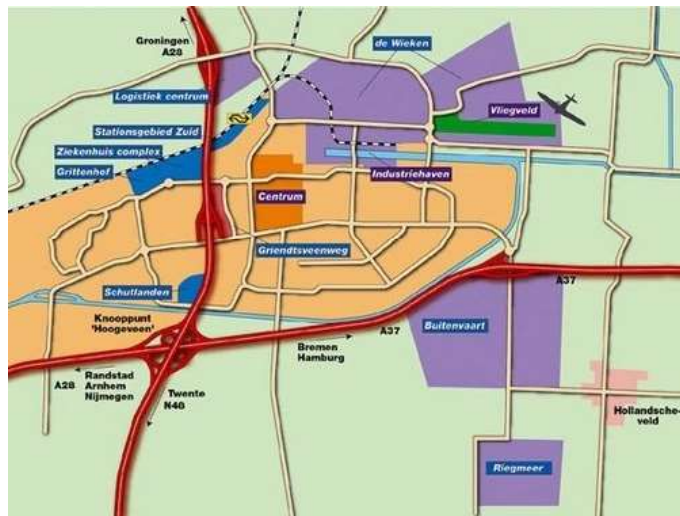 Groningen
A28
de Wieken
Logistiek centrum
Vliegveld
Stationsgebied Zuid
Ziekenhuis complex
Grittenhof
Industriehaven
Centrum
Griendtsveenweg
Schutlanden
A37
Knooppunt
'Hoogeveen'
A37
Buitenvaart
Bremen
Hamburg
A28
Randstad
Arnhem
Nijmegen
Twente
N48
Hollandsche-
veld
Riegmeer